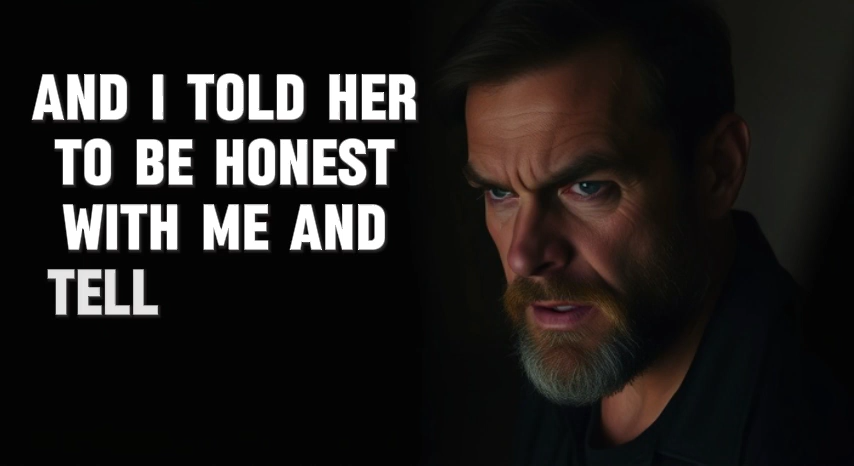 AND I TOLD HER
TO BE HONEST
WITH ME AND
TELL